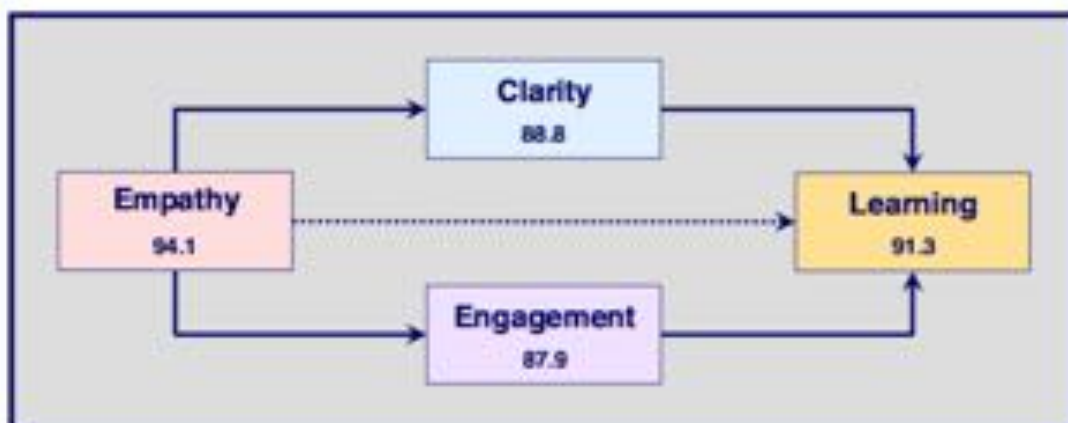 Clarity
88.8
Empathy
94.1
Learning
91.3
Engagement
87.9